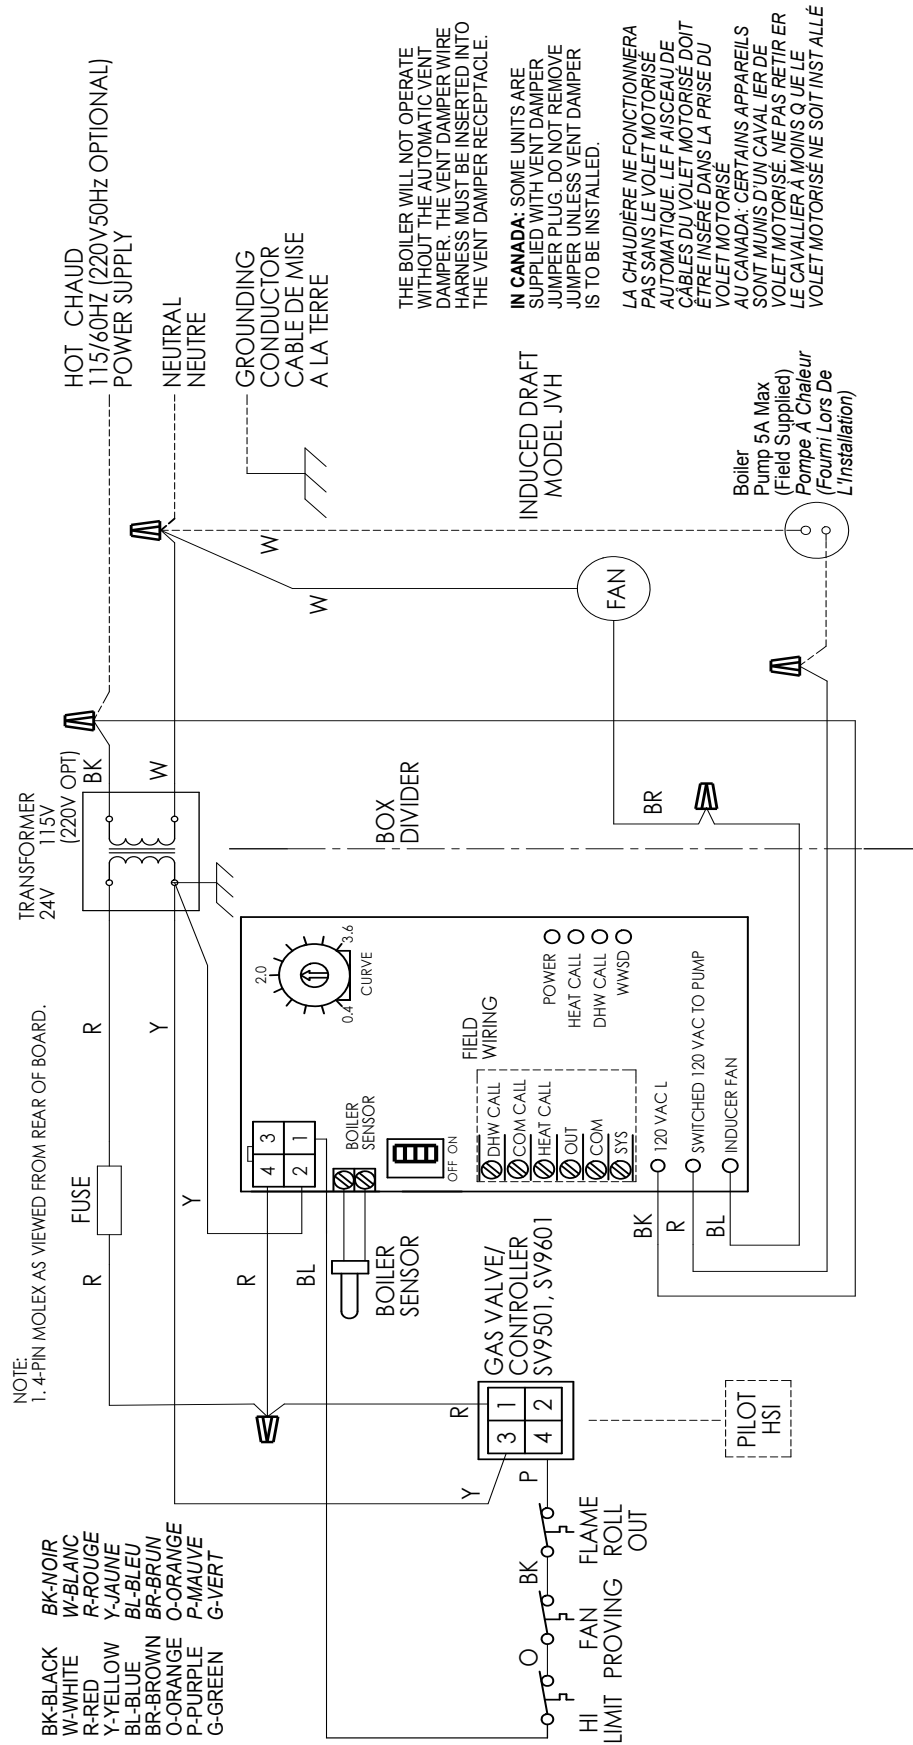 NOTE:
1. 4-PIN MOLEX AS VIEWED FROM REAR OF BOARD.
BK-BLACK BK-NOIR
W-WHITE W-BLANC
R-RED R-ROUGE
Y-YELLOW Y-JAUNE
BL-BLUE BL-BLEU
BR-BROWN BR-BRUN
O-ORANGE O-ORANGE
P-PURPLE P-MAUVE
G-GREEN G-VERT
TRANSFORMER
24V 115V
(220V OPT)
HOT CHAUD
115/60HZ (220V50Hz OPTIONAL)
POWER SUPPLY
NEUTRAL
NEUTRE
GROUNDING
CONDUCTOR
CABLE DE MISE
A LA TERRE
R
FUSE
R
Y
BK
W
Y
R
BL
W
W
4 3
2 1
2.0
0.4 3.6
CURVE
BOILER
SENSOR
BOILER
SENSOR
OFF ON
FIELD
WIRING
DHW CALL
COM CALL
HEAT CALL
OUT
COM
SYS
POWER
HEAT CALL
DHW CALL
WWSD
120 VAC L
SWITCHED 120 VAC TO PUMP
INDUCER FAN
BK
R
BL
BOX
DIVIDER
BR
FAN
INDUCED DRAFT
MODEL JVH
GAS VALVE/
CONTROLLER
SV9501, SV9601
R
Y
P
3 1
4 2
PILOT
HSI
O
BK
HI
LIMIT
FAN
PROVING
FLAME
ROLL
OUT
Boiler
Pump 5A Max
(Field Supplied)
Pompe À Chaleur
(Fourni Lors De
L'Installation)
THE BOILER WILL NOT OPERATE
WITHOUT THE AUTOMATIC VENT
DAMPER. THE VENT DAMPER WIRE
HARNESS MUST BE INSERTED INTO
THE VENT DAMPER RECEPTACLE.
IN CANADA: SOME UNITS ARE
SUPPLIED WITH VENT DAMPER
JUMPER PLUG. DO NOT REMOVE
JUMPER UNLESS VENT DAMPER
IS TO BE INSTALLED.
LA CHAUDIÈRE NE FONCTIONNERA
PAS SANS LE VOLET MOTORISÉ
AUTOMATIQUE. LE F AISCEAU DE
CÂBLES DU VOLET MOTORISÉ DOIT
ÊTRE INSÉRÉ DANS LA PRISE DU
VOLET MOTORISÉ
AU CANADA: CERTAINS APPAREILS
SONT MUNIS D'UN CAVAL IER DE
VOLET MOTORISÉ. NE PAS RETIR ER
LE CAVALLIER À MOINS Q UE LE
VOLET MOTORISÉ NE SOIT INST ALLÉ